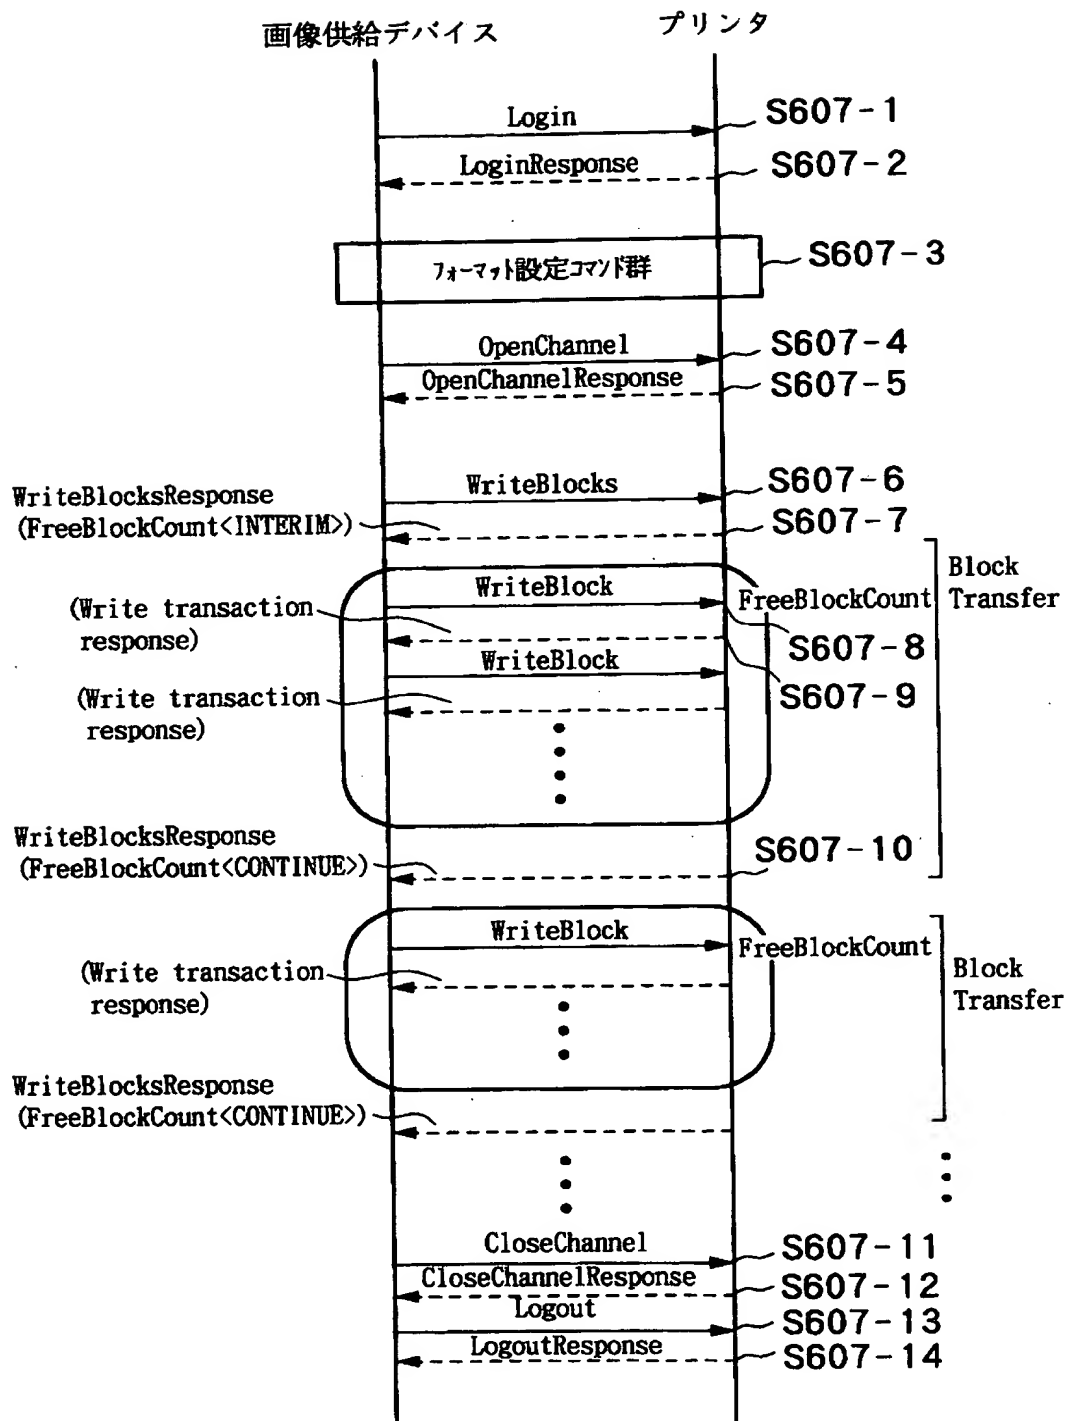 画像供給デバイス
プリンタ
Login
S607-1
LoginResponse
S607-2
フォーマット設定コマンド群
S607-3
OpenChannel
S607-4
OpenChannelResponse
S607-5
WriteBlocks
S607-6
WriteBlocksResponse
(FreeBlockCount<INTERIM>)
S607-7
Block
Transfer
WriteBlock
FreeBlockCount
(Write transaction
response)
S607-8
WriteBlock
S607-9
(Write transaction
response)
WriteBlocksResponse
(FreeBlockCount<CONTINUE>)
S607-10
WriteBlock
FreeBlockCount
(Write transaction
response)
Block
Transfer
WriteBlocksResponse
(FreeBlockCount<CONTINUE>)
CloseChannel
S607-11
CloseChannelResponse
S607-12
Logout
S607-13
LogoutResponse
S607-14